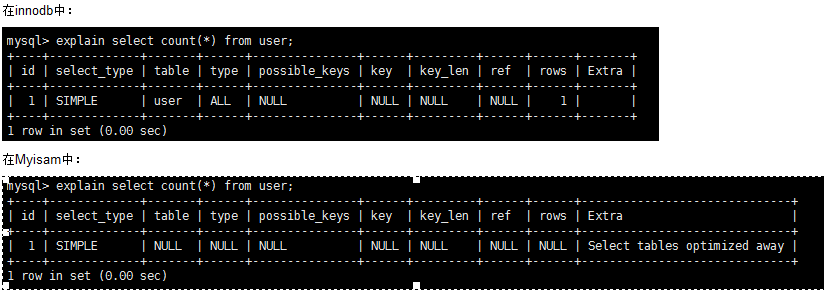 在innodb中：
mysql> explain select count(*) from user;
+----+-------------+-------+------+---------------+------+---------+------+------+-------+
| id | select_type | table | type | possible_keys | key  | key_len | ref  | rows | Extra |
+----+-------------+-------+------+---------------+------+---------+------+------+-------+
|  1 | SIMPLE      | user  | ALL  | NULL          | NULL | NULL    | NULL |    1 |       |
+----+-------------+-------+------+---------------+------+---------+------+------+-------+
1 row in set (0.00 sec)
在Myisam中：
mysql> explain select count(*) from user;
+----+-------------+-------+------+---------------+------+---------+------+------+------------------------------+
| id | select_type | table | type | possible_keys | key  | key_len | ref  | rows | Extra                        |
+----+-------------+-------+------+---------------+------+---------+------+------+------------------------------+
|  1 | SIMPLE      | NULL  | NULL | NULL          | NULL | NULL    | NULL | NULL | Select tables optimized away |
+----+-------------+-------+------+---------------+------+---------+------+------+------------------------------+
1 row in set (0.00 sec)